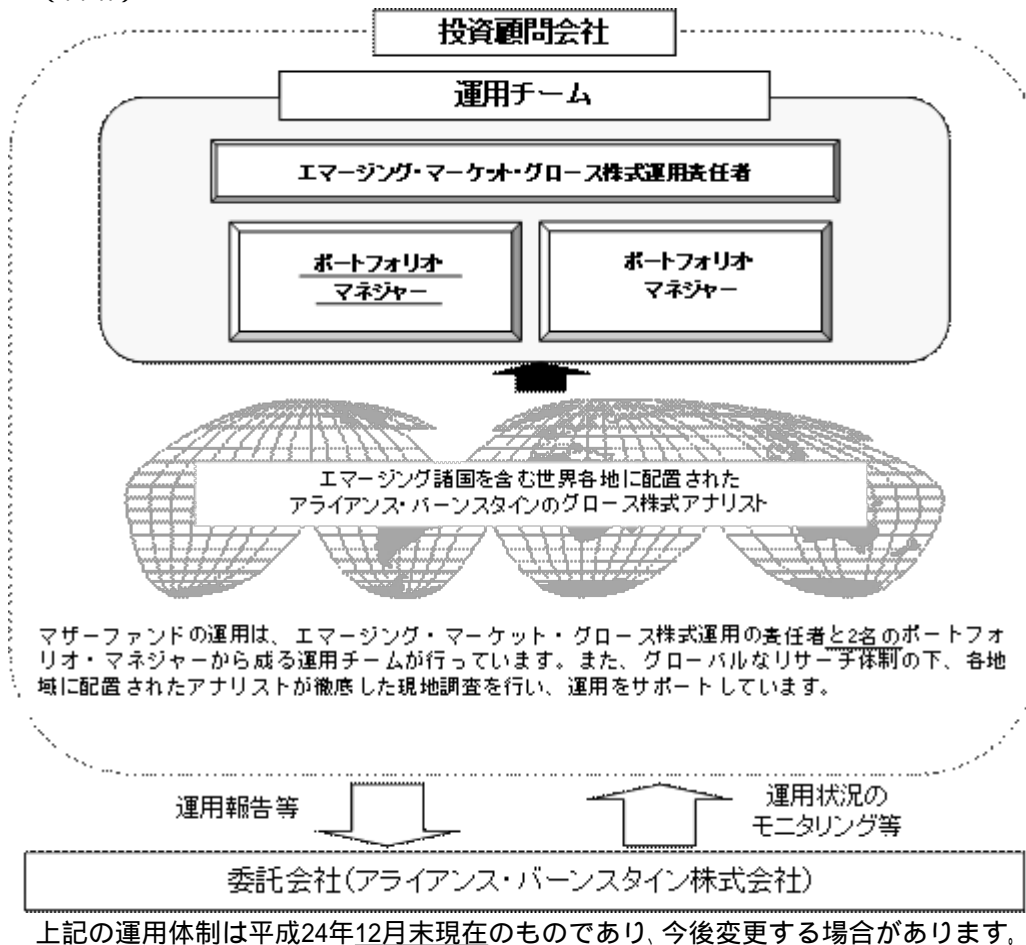 投資顧問会社
運用チーム
エマージング・マーケット・グロース株式運用責任者
ポートフォリオ
マネジャー
ポートフォリオ
マネジャー
エマージング諸国を含む世界各地に配置された
アライアンス・バーンスタインのグロース株式アナリスト
マザーファンドの運用は、エマージング・マーケット・グロース株式運用の責任者と2名のポートフォ
リオ・マネジャーから成る運用チームが行っています。また、グローバルなリサーチ体制の下、各地
域に配置されたアナリストが徹底した現地調査を行い、運用をサポートしています。
運用報告等
運用状況の
モニタリング等
委託会社(アライアンス・バーンスタイン株式会社)
上記の運用体制は平成24年12月末現在のものであり、今後変更する場合があります。